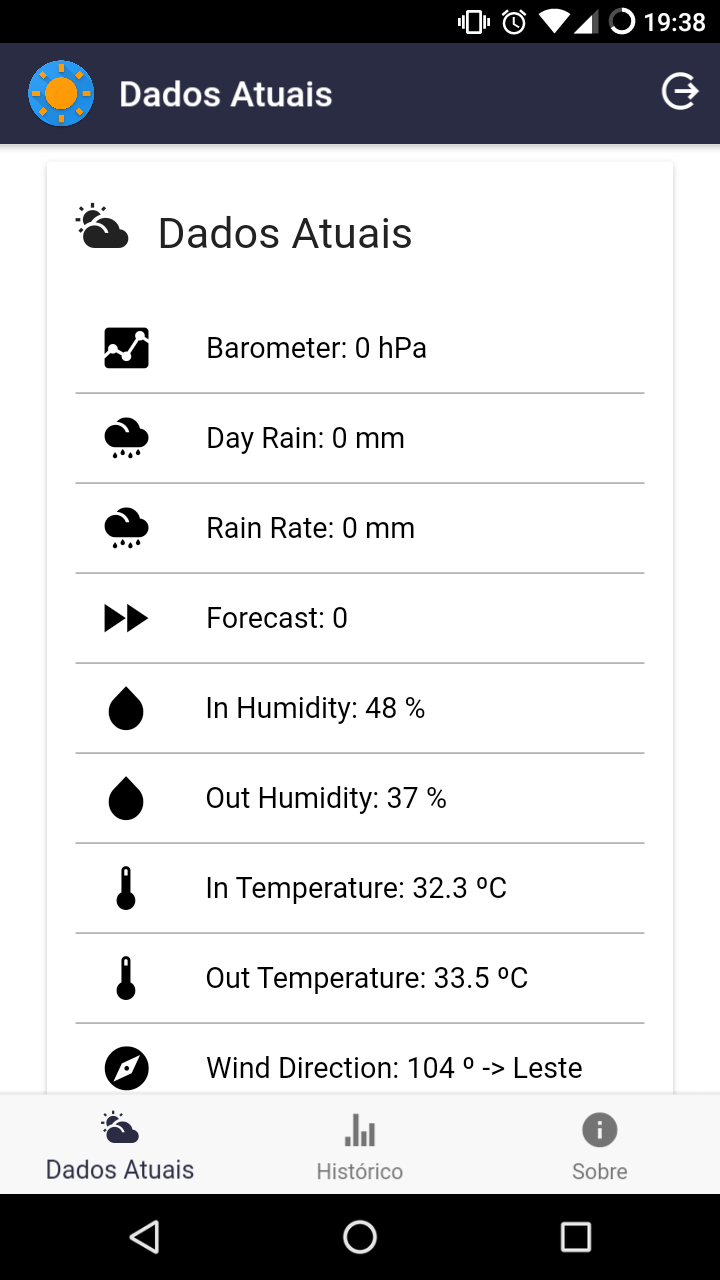 19:38
Dados Atuais
Dados Atuais
Barometer: 0 hPa
Day Rain: 0 mm
Rain Rate: 0 mm
Forecast: 0
In Humidity: 48 %
Out Humidity: 37 %
In Temperature: 32.3 ºC
Out Temperature: 33.5 ºC
Wind Direction: 104 º -> Leste
Dados Atuais
Histórico
Sobre